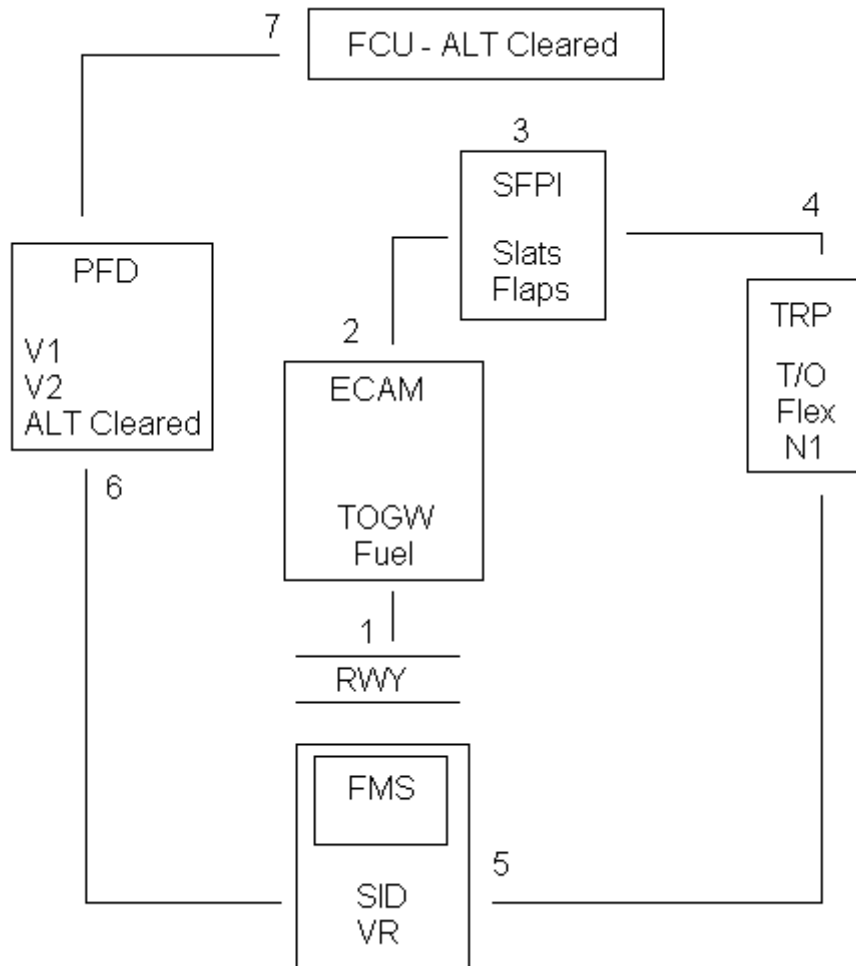 7
FCU - ALT Cleared
3
SFPI
Slats
Flaps
4
PFD
V1
V2
ALT Cleared
2
ECAM
TOGW
Fuel
TRP
T/O
Flex
N1
6
1
RWY
FMS
SID
VR
5